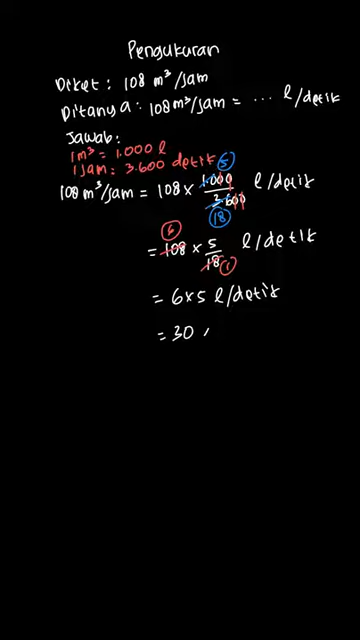 Pengukuran
Diket: 108 m³/jam
Ditanya: 108 m³/jam = ... l/detik
Jawab:
1 m³ = 1.000 l
1 jam = 3.600 detik
108 m³/jam = 108 × 1.000/3.600 l/detik
5
18
= 108 × 5/18 l/detik
6
1
= 6 × 5 l/detik
= 30